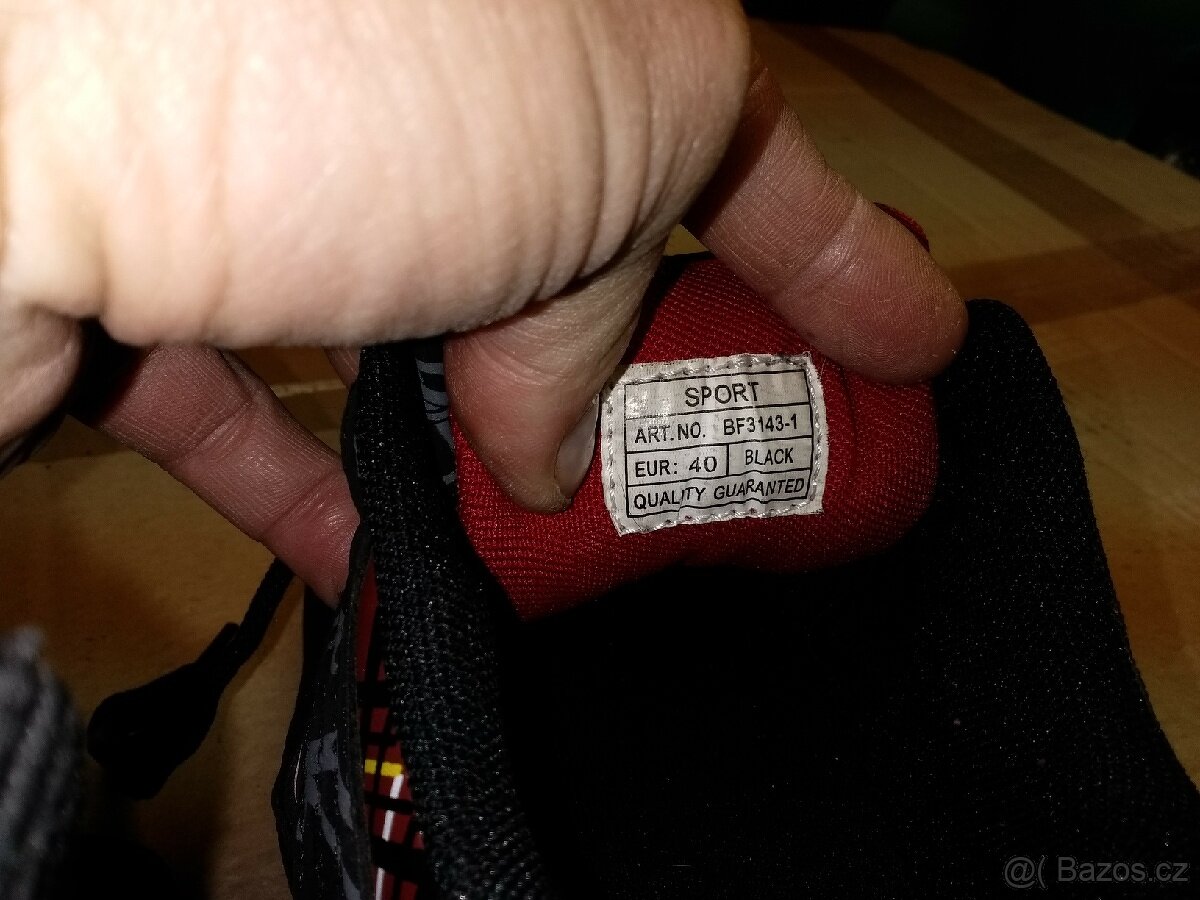 SPORT
ART.NO. BF3143-1
EUR: 40 BLACK
QUALITY GUARANTED
@( Bazos.cz